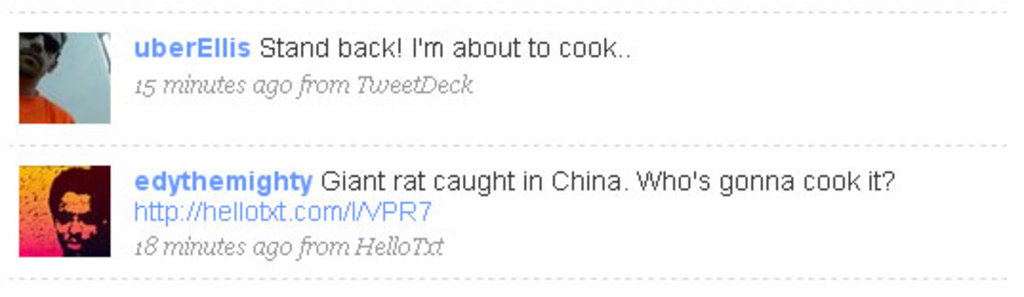 uberEllis Stand back! I'm about to cook..
15 minutes ago from TweetDeck
edythemighty Giant rat caught in China. Who's gonna cook it?
http://hellotxt.com/l/VPR7
18 minutes ago from HelloTxt